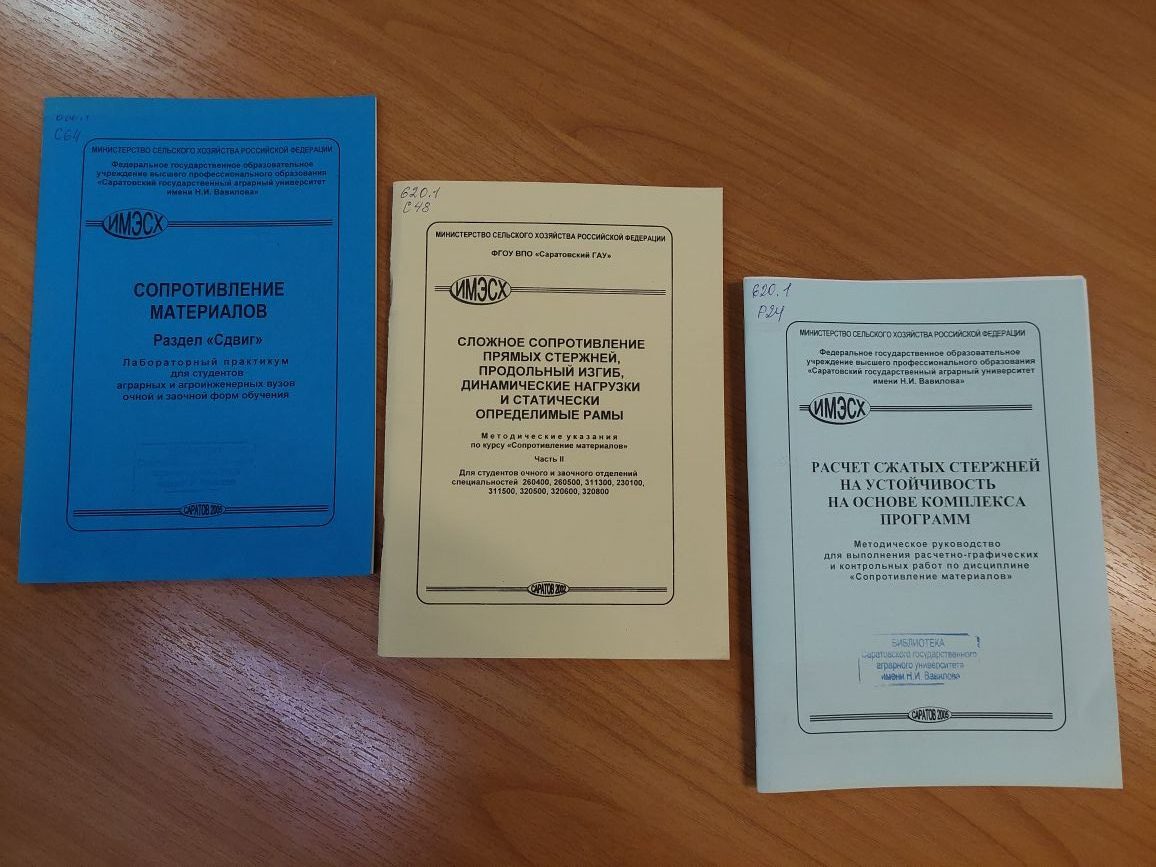 С64
МИНИСТЕРСТВО СЕЛЬСКОГО ХОЗЯЙСТВА РОССИЙСКОЙ ФЕДЕРАЦИИ
Федеральное государственное образовательное
учреждение высшего профессионального образования
«Саратовский государственный аграрный университет
имени Н.И. Вавилова»
ИМЭСХ
СОПРОТИВЛЕНИЕ
МАТЕРИАЛОВ
Раздел «Сдвиг»
Лабораторный практикум
для студентов
аграрных и агроинженерных вузов
очной и заочной форм обучения
САРАТОВ 2005
620.1
С48
МИНИСТЕРСТВО СЕЛЬСКОГО ХОЗЯЙСТВА РОССИЙСКОЙ ФЕДЕРАЦИИ
ФГОУ ВПО «Саратовский ГАУ»
ИМЭСХ
СЛОЖНОЕ СОПРОТИВЛЕНИЕ
ПРЯМЫХ СТЕРЖНЕЙ,
ПРОДОЛЬНЫЙ ИЗГИБ,
ДИНАМИЧЕСКИЕ НАГРУЗКИ
И СТАТИЧЕСКИ
ОПРЕДЕЛИМЫЕ РАМЫ
Методические указания
по курсу «Сопротивление материалов»
Часть II
Для студентов очного и заочного отделений
специальностей 260400, 260500, 311300, 230100,
311500, 320500, 320600, 320800
САРАТОВ 2002
620.1
Р24
МИНИСТЕРСТВО СЕЛЬСКОГО ХОЗЯЙСТВА РОССИЙСКОЙ ФЕДЕРАЦИИ
Федеральное государственное образовательное
учреждение высшего профессионального образования
«Саратовский государственный аграрный университет
имени Н.И. Вавилова»
ИМЭСХ
РАСЧЕТ СЖАТЫХ СТЕРЖНЕЙ
НА УСТОЙЧИВОСТЬ
НА ОСНОВЕ КОМПЛЕКСА
ПРОГРАММ
Методическое руководство
для выполнения расчетно-графических
и контрольных работ по дисциплине
«Сопротивление материалов»
БИБЛИОТЕКА
Саратовского государственного
аграрного университета
имени Н.И. Вавилова
САРАТОВ 2005